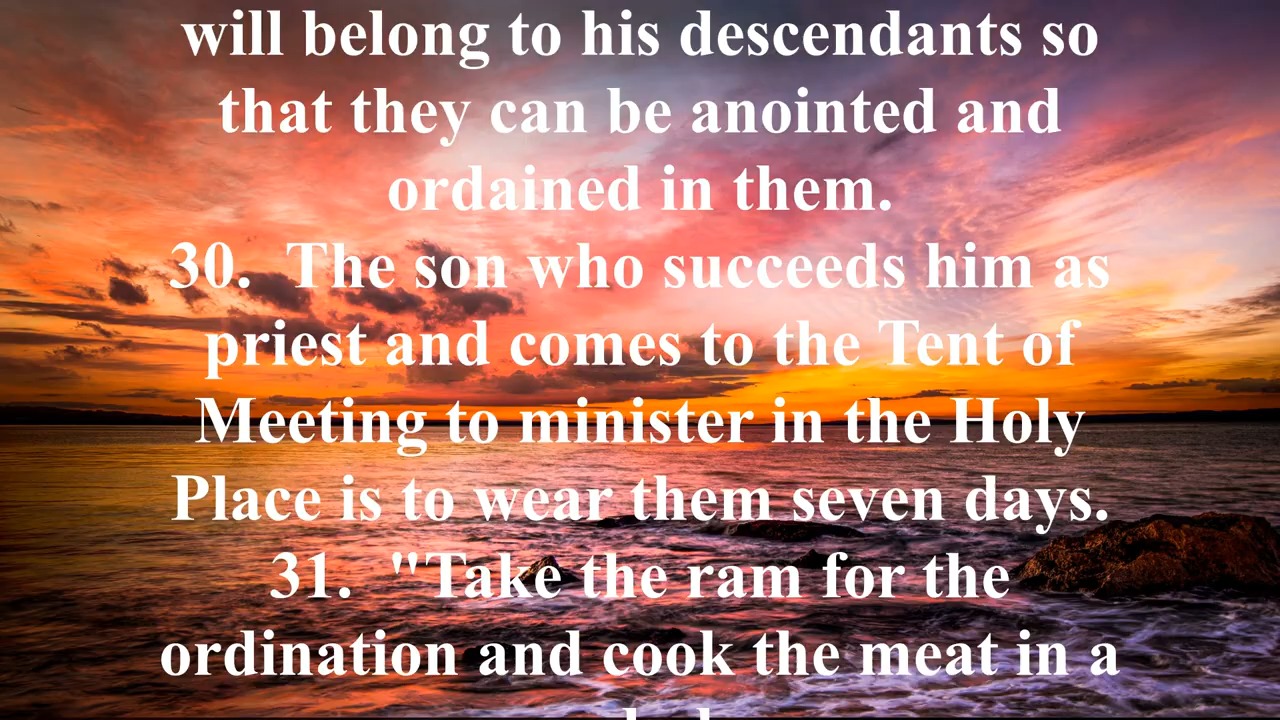 will belong to his descendants so
that they can be anointed and
ordained in them.
30.  The son who succeeds him as
priest and comes to the Tent of
Meeting to minister in the Holy
Place is to wear them seven days.
31.  "Take the ram for the
ordination and cook the meat in a